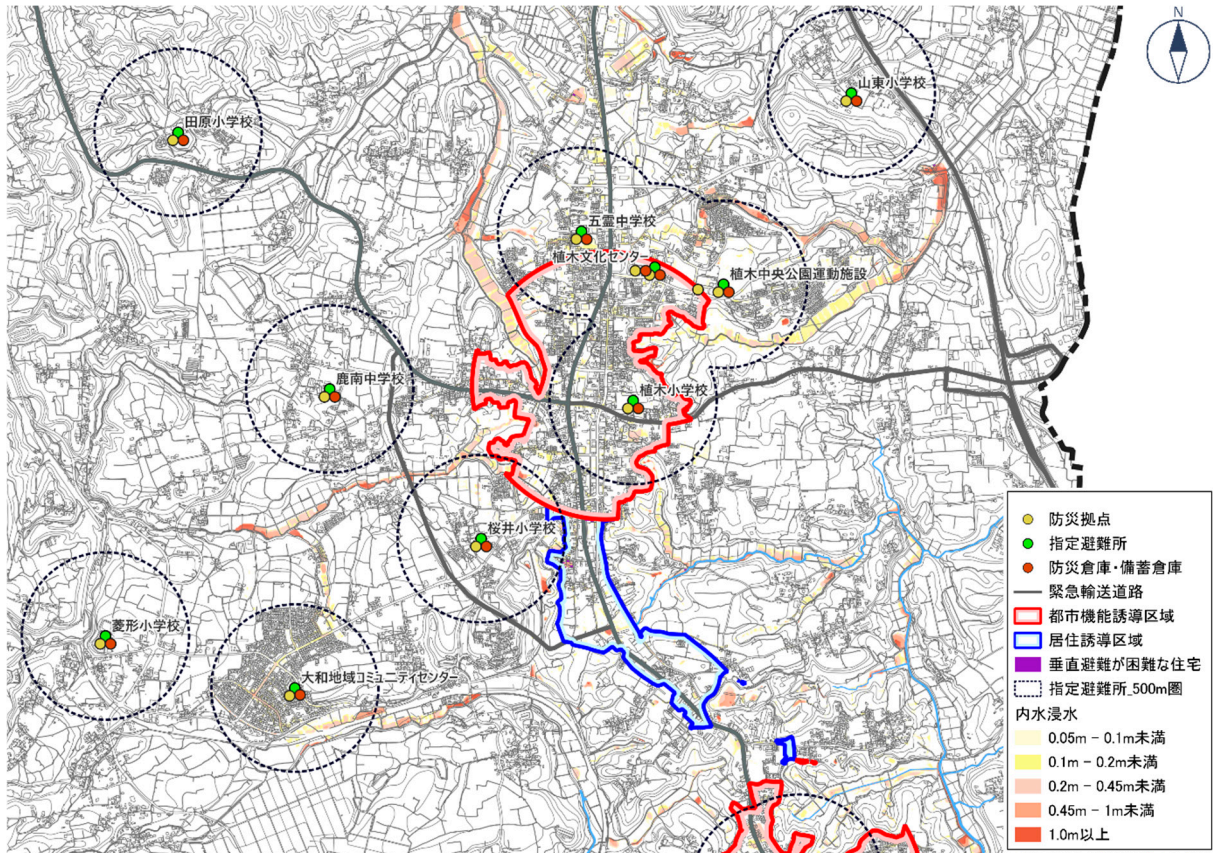 N
山東小学校
田原小学校
五霊中学校
植木文化センター
植木中央公園運動施設
鹿南中学校
植木小学校
桜井小学校
菱形小学校
大和地域コミュニティセンター
防災拠点
指定避難所
防災倉庫・備蓄倉庫
緊急輸送道路
都市機能誘導区域
居住誘導区域
垂直避難が困難な住宅
指定避難所_500m圏
内水浸水
0.05m - 0.1m未満
0.1m - 0.2m未満
0.2m - 0.45m未満
0.45m - 1m未満
1.0m以上